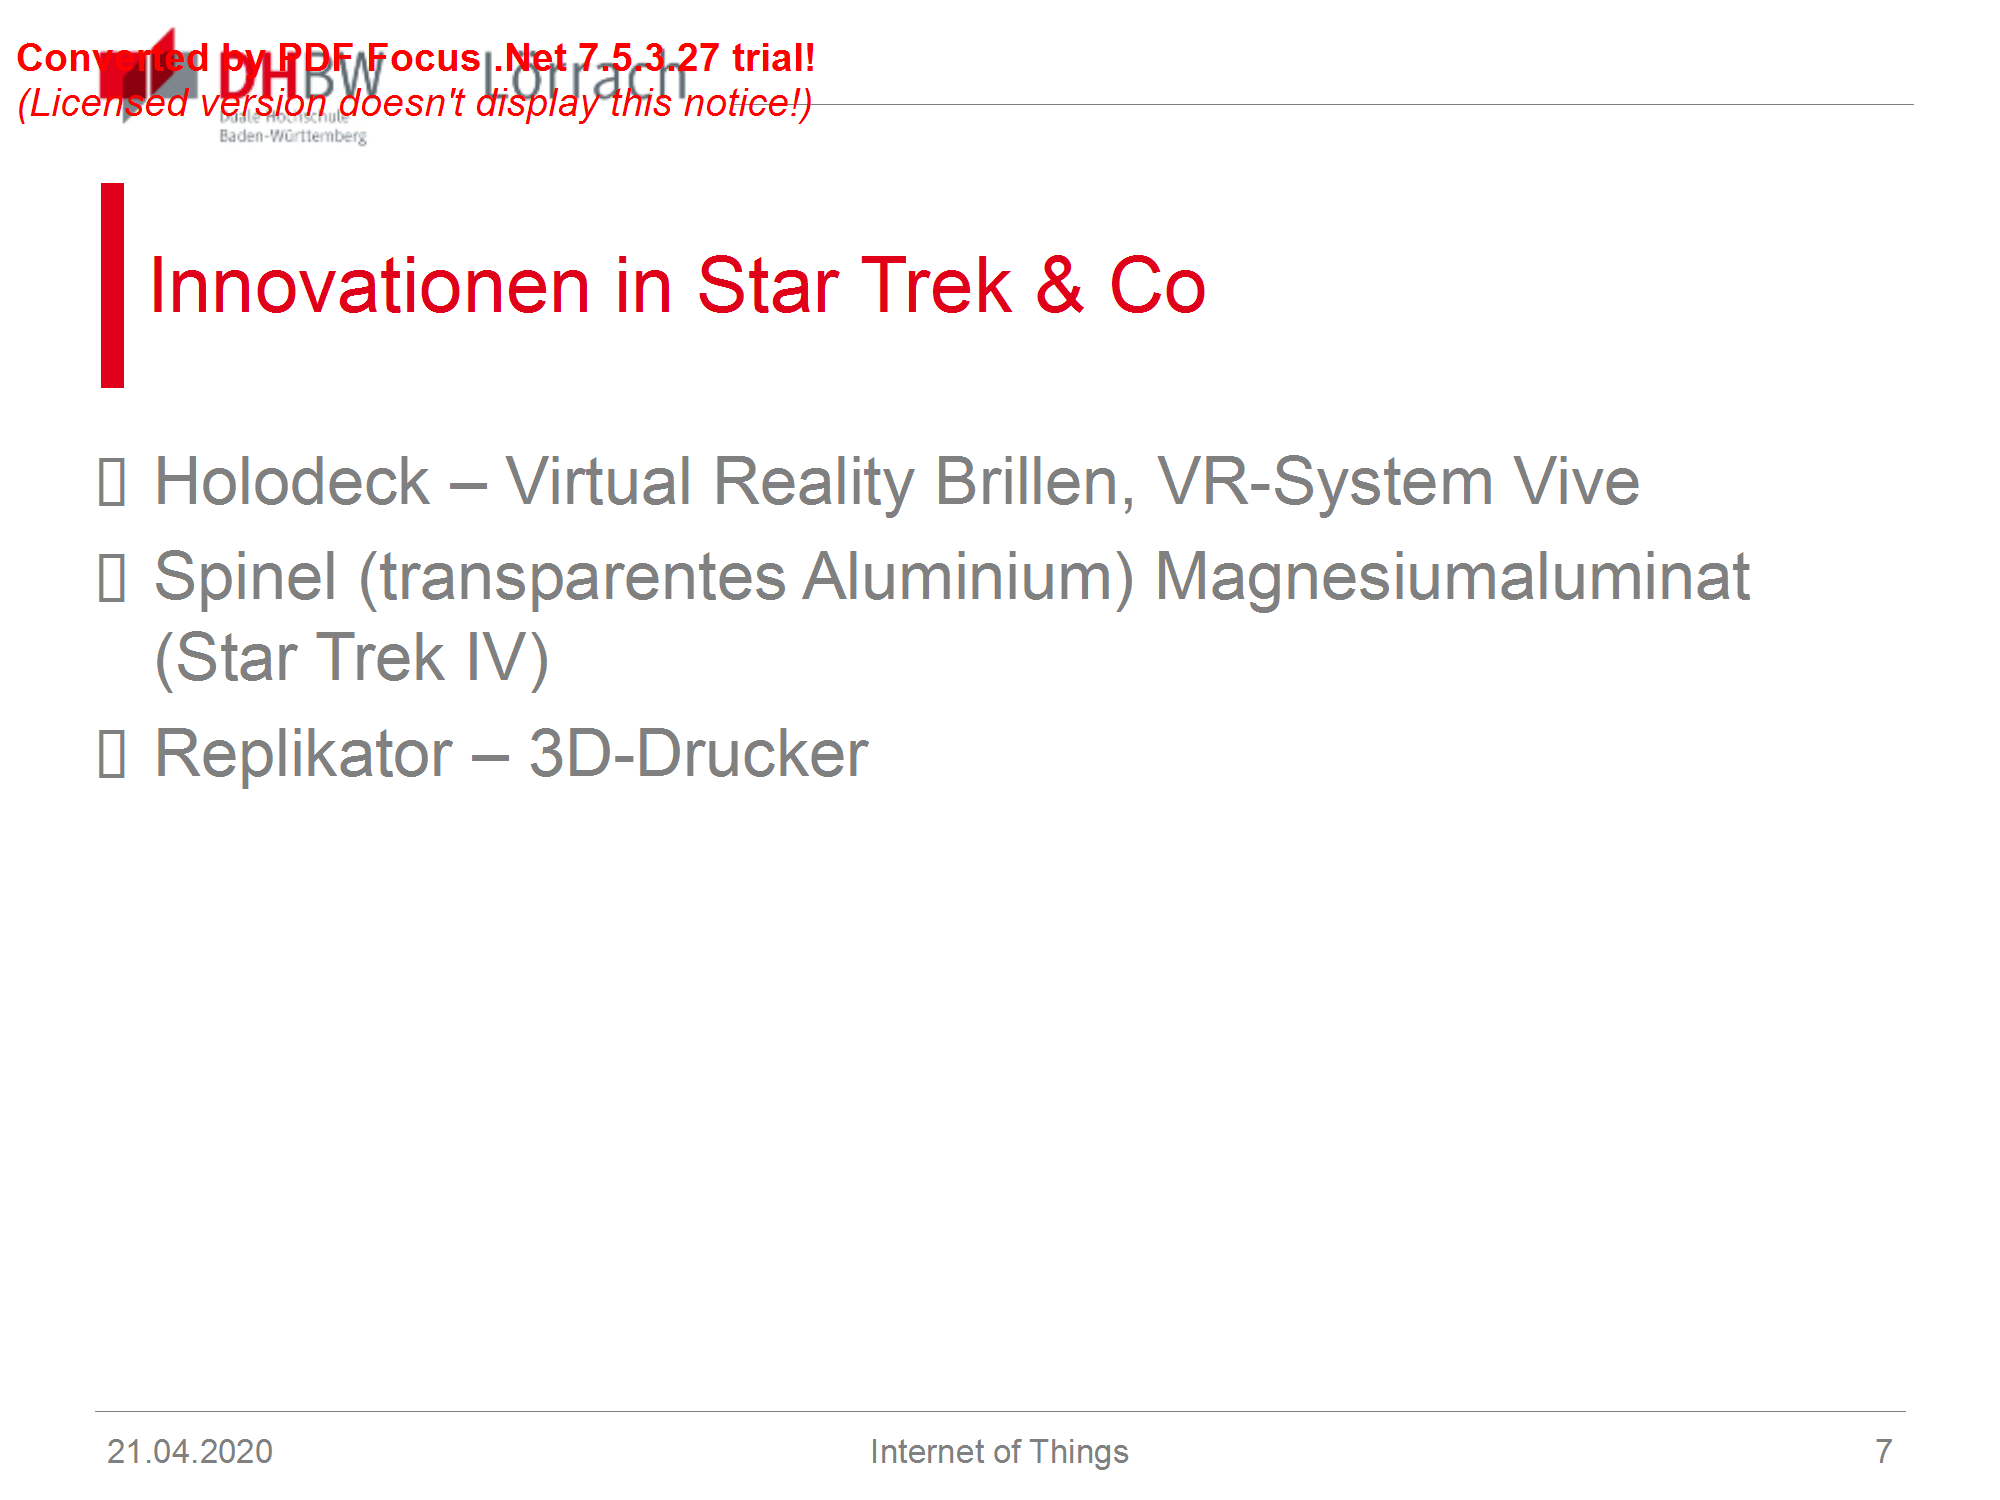 Converted by PDF Focus .Net 7.5.3.27 trial!
(Licensed version doesn't display this notice!)
DHBW Lörrach
Duale Hochschule
Baden-Württemberg
Innovationen in Star Trek & Co
Holodeck – Virtual Reality Brillen, VR-System Vive
Spinel (transparentes Aluminium) Magnesiumaluminat
(Star Trek IV)
Replikator – 3D-Drucker
21.04.2020 Internet of Things 7